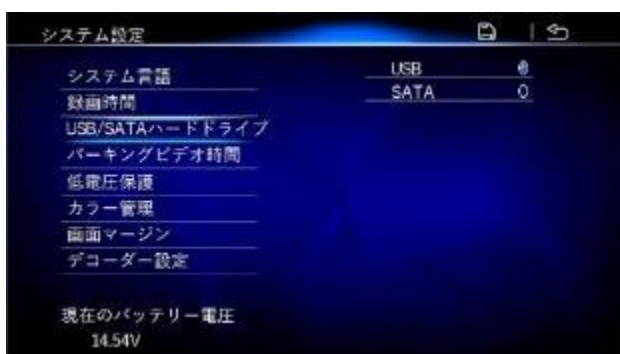 システム設定
システム言語
録画時間
USB/SATAハードドライブ
パーキングビデオ時間
低電圧保護
カラー管理
画面マージン
デコーダー設定
USB
SATA
現在のバッテリー電圧
14.54V